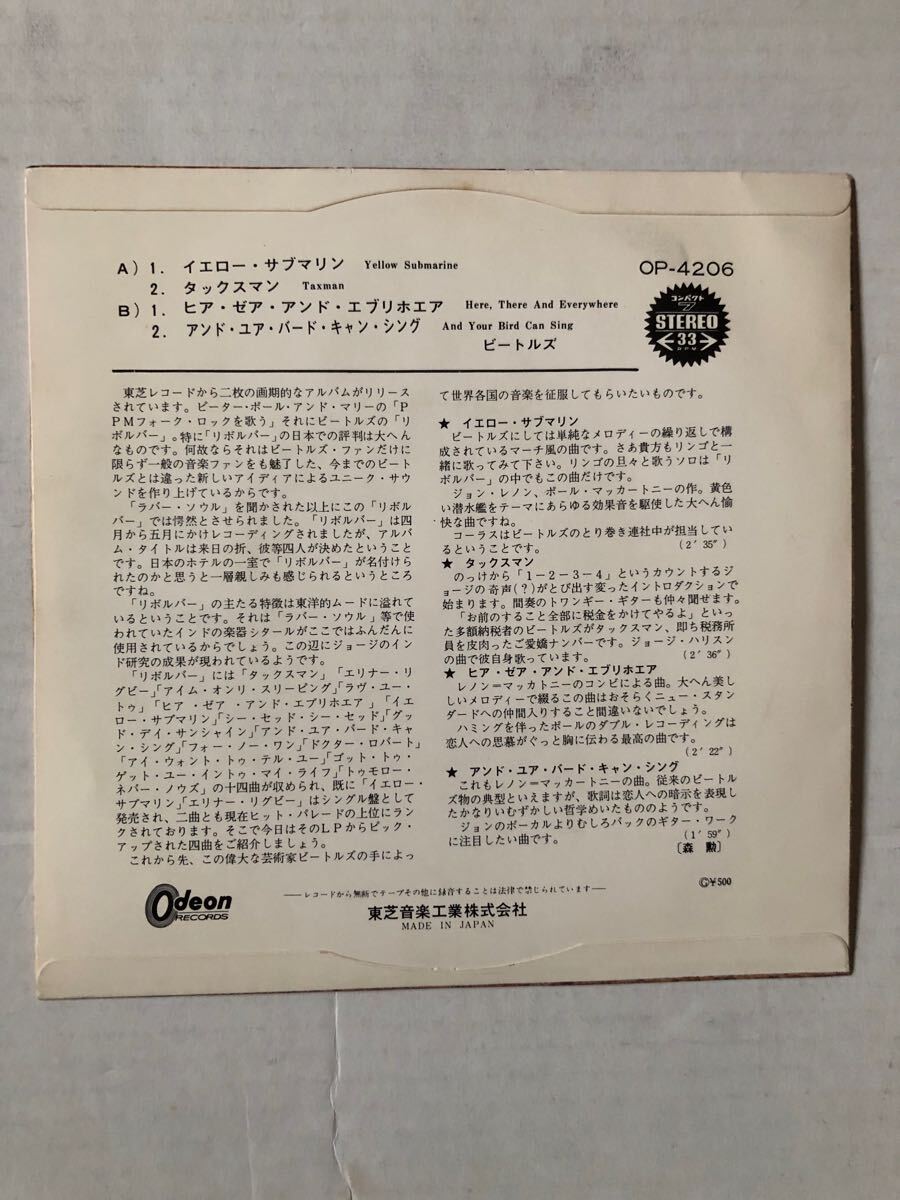 A) 1. イエロー・サブマリン Yellow Submarine
2. タックスマン Taxman
B) 1. ヒア・ゼア・アンド・エブリホエア Here, There And Everywhere
2. アンド・ユア・バード・キャン・シング And Your Bird Can Sing
ビートルズ
OP-4206
コンパクト
7
STEREO
33
RPM
東芝レコードから二枚の画期的なアルバムがリリース
されています。ピーター・ポール・アンド・マリーの「P
PMフォーク・ロックを歌う」それにビートルズの「リ
ボルバー」。特に「リボルバー」の日本での評判は大へん
なものです。何故ならそれはビートルズ・ファンだけに
限らず一般の音楽ファンをも魅了した、今までのビート
ルズとは違った新しいアイディアによるユニーク・サウ
ンドを作り上げているからです。
「ラバー・ソウル」を聞かされた以上にこの「リボル
バー」では愕然とさせられました。「リボルバー」は四
月から五月にかけレコーディングされましたが、アルバ
ム・タイトルは来日の折、彼等四人が決めたということ
です。日本のホテルの一室で「リボルバー」が名付けら
れたのかと思うと一層親しみも感じられるというところ
ですね。
「リボルバー」の主たる特徴は東洋的ムードに溢れて
いるということです。それは「ラバー・ソウル」等で使
われていたインドの楽器シタールがここではふんだんに
使用されているからでしょう。この辺にジョージのイン
ド研究の成果が現われているようです。
「リボルバー」には「タックスマン」「エリナー・リ
グビー」「アイム・オンリ・スリーピング」「ラヴ・ユー・
トゥ」「ヒア・ゼア・アンド・エブリホエア」「イエ
ロー・サブマリン」「シー・セッド・シー・セッド」「グッ
ド・デイ・サンシャイン」「アンド・ユア・バード・キャ
ン・シング」「フォー・ノー・ワン」「ドクター・ロバート」
「アイ・ウォント・トゥ・テル・ユー」「ゴット・トゥ・
ゲット・ユー・イントゥ・マイ・ライフ」「トゥモロー・
ネバー・ノウズ」の十四曲が収められ、既に「イエロー・
サブマリン」「エリナー・リグビー」はシングル盤として
発売され、二曲とも現在ヒット・パレードの上位にラン
クされております。そこで今日はそのLPからピック・
アップされた四曲をご紹介しましょう。
これから先、この偉大な芸術家ビートルズの手によっ
て世界各国の音楽を征服してもらいたいものです。
★ イエロー・サブマリン
ビートルズにしては単純なメロディーの繰り返しで構
成されているマーチ風の曲です。さあ貴方もリンゴと一
緒に歌ってみて下さい。リンゴの旦々と歌うソロは「リ
ボルバー」の中でもこの曲だけです。
ジョン・レノン、ポール・マッカートニーの作。黄色
い潜水艦をテーマにあらゆる効果音を駆使した大へん愉
快な曲ですね。
コーラスはビートルズのとり巻き連社中が担当してい
るということです。 (2′35″)
★ タックスマン
のっけから「1-2-3-4」というカウントするジョ
ージの奇声(?)がとび出す変ったイントロダクションで
始まります。間奏のトワンギー・ギターも仲々聞せます。
「お前のすること全部に税金をかけてやるよ」といっ
た多額納税者のビートルズがタックスマン、即ち税務所
員を皮肉ったご愛嬌ナンバーです。ジョージ・ハリスン
の曲で彼自身歌っています。 (2′36″)
★ ヒア・ゼア・アンド・エブリホエア
レノン=マッカトニーのコンビによる曲。大へん美し
いメロディーで綴るこの曲はおそらくニュー・スタン
ダードへの仲間入りすること間違いないでしょう。
ハミングを伴ったポールのダブル・レコーディングは
恋人への思慕がぐっと胸に伝わる最高の曲です。
(2′22″)
★ アンド・ユア・バード・キャン・シング
これもレノン=マッカートニーの曲。従来のビートル
ズ物の典型といえますが、歌詞は恋人への暗示を表現し
たかなりいむずかしい哲学めいたもののようです。
ジョンのボーカルよりむしろバックのギター・ワーク
に注目したい曲です。 (1′59″)
〔森 勲〕
Ⓒ¥500
Odeon
RECORDS
—レコードから無断でテープその他に録音することは法律で禁じられています—
東芝音楽工業株式会社
MADE IN JAPAN